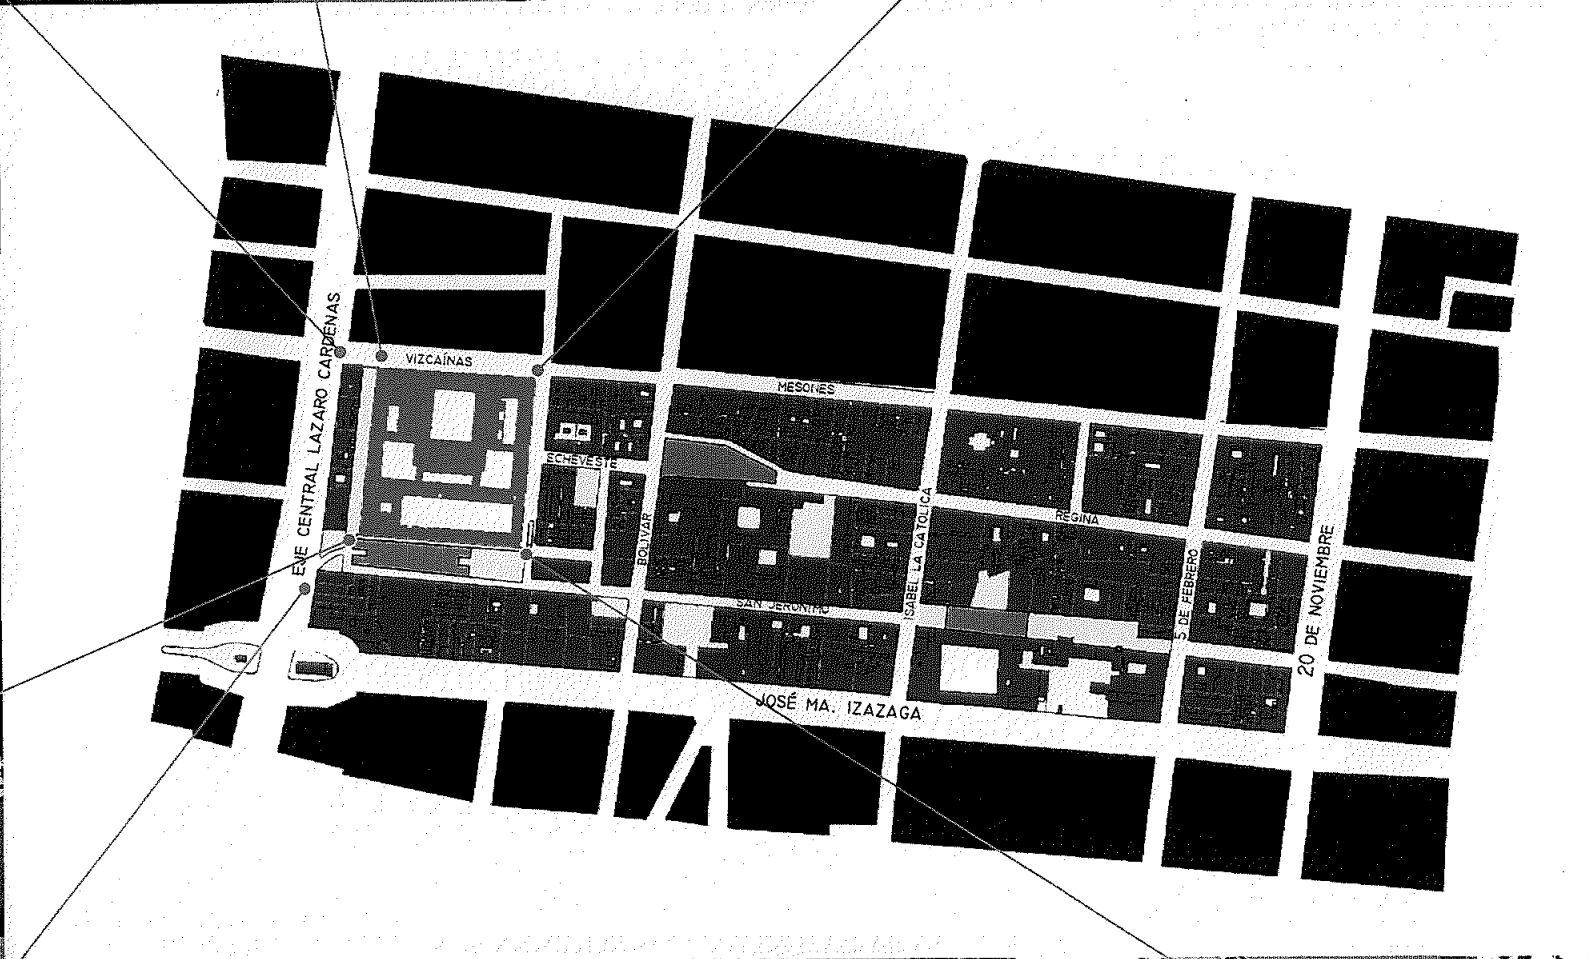 EJE CENTRAL LAZARO CARDENAS
VIZCAÍNAS
MESONES
ECHEVESTE
BOLIVAR
ISABEL LA CATOLICA
REGINA
SAN JERONIMO
5 DE FEBRERO
20 DE NOVIEMBRE
JOSÉ MA. IZAZAGA